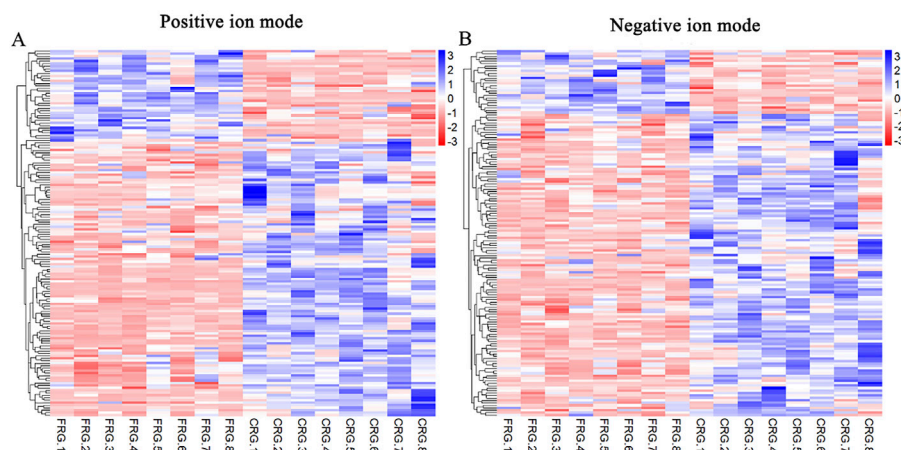 Positive ion mode
Negative ion mode
A
B
3
2
1
0
-1
-2
-3
3
2
1
0
-1
-2
-3
FRG.1
FRG.2
FRG.3
FRG.4
FRG.5
FRG.6
FRG.7
FRG.8
CRG.1
CRG.2
CRG.3
CRG.4
CRG.5
CRG.6
CRG.7
CRG.8
FRG.1
FRG.2
FRG.3
FRG.4
FRG.5
FRG.6
FRG.7
FRG.8
CRG.1
CRG.2
CRG.3
CRG.4
CRG.5
CRG.6
CRG.7
CRG.8